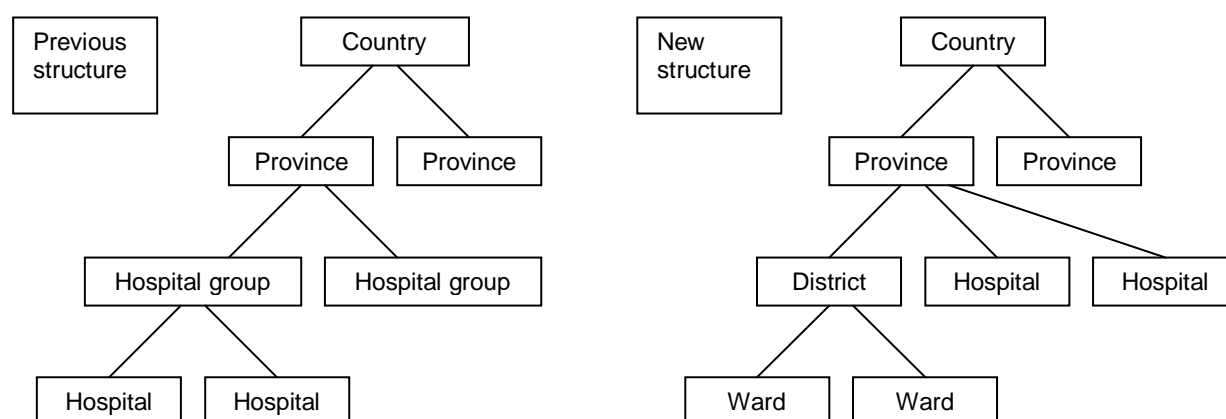 Previous
structure
Country
Province
Province
Hospital group
Hospital group
Hospital
Hospital
New
structure
Country
Province
Province
District
Hospital
Hospital
Ward
Ward